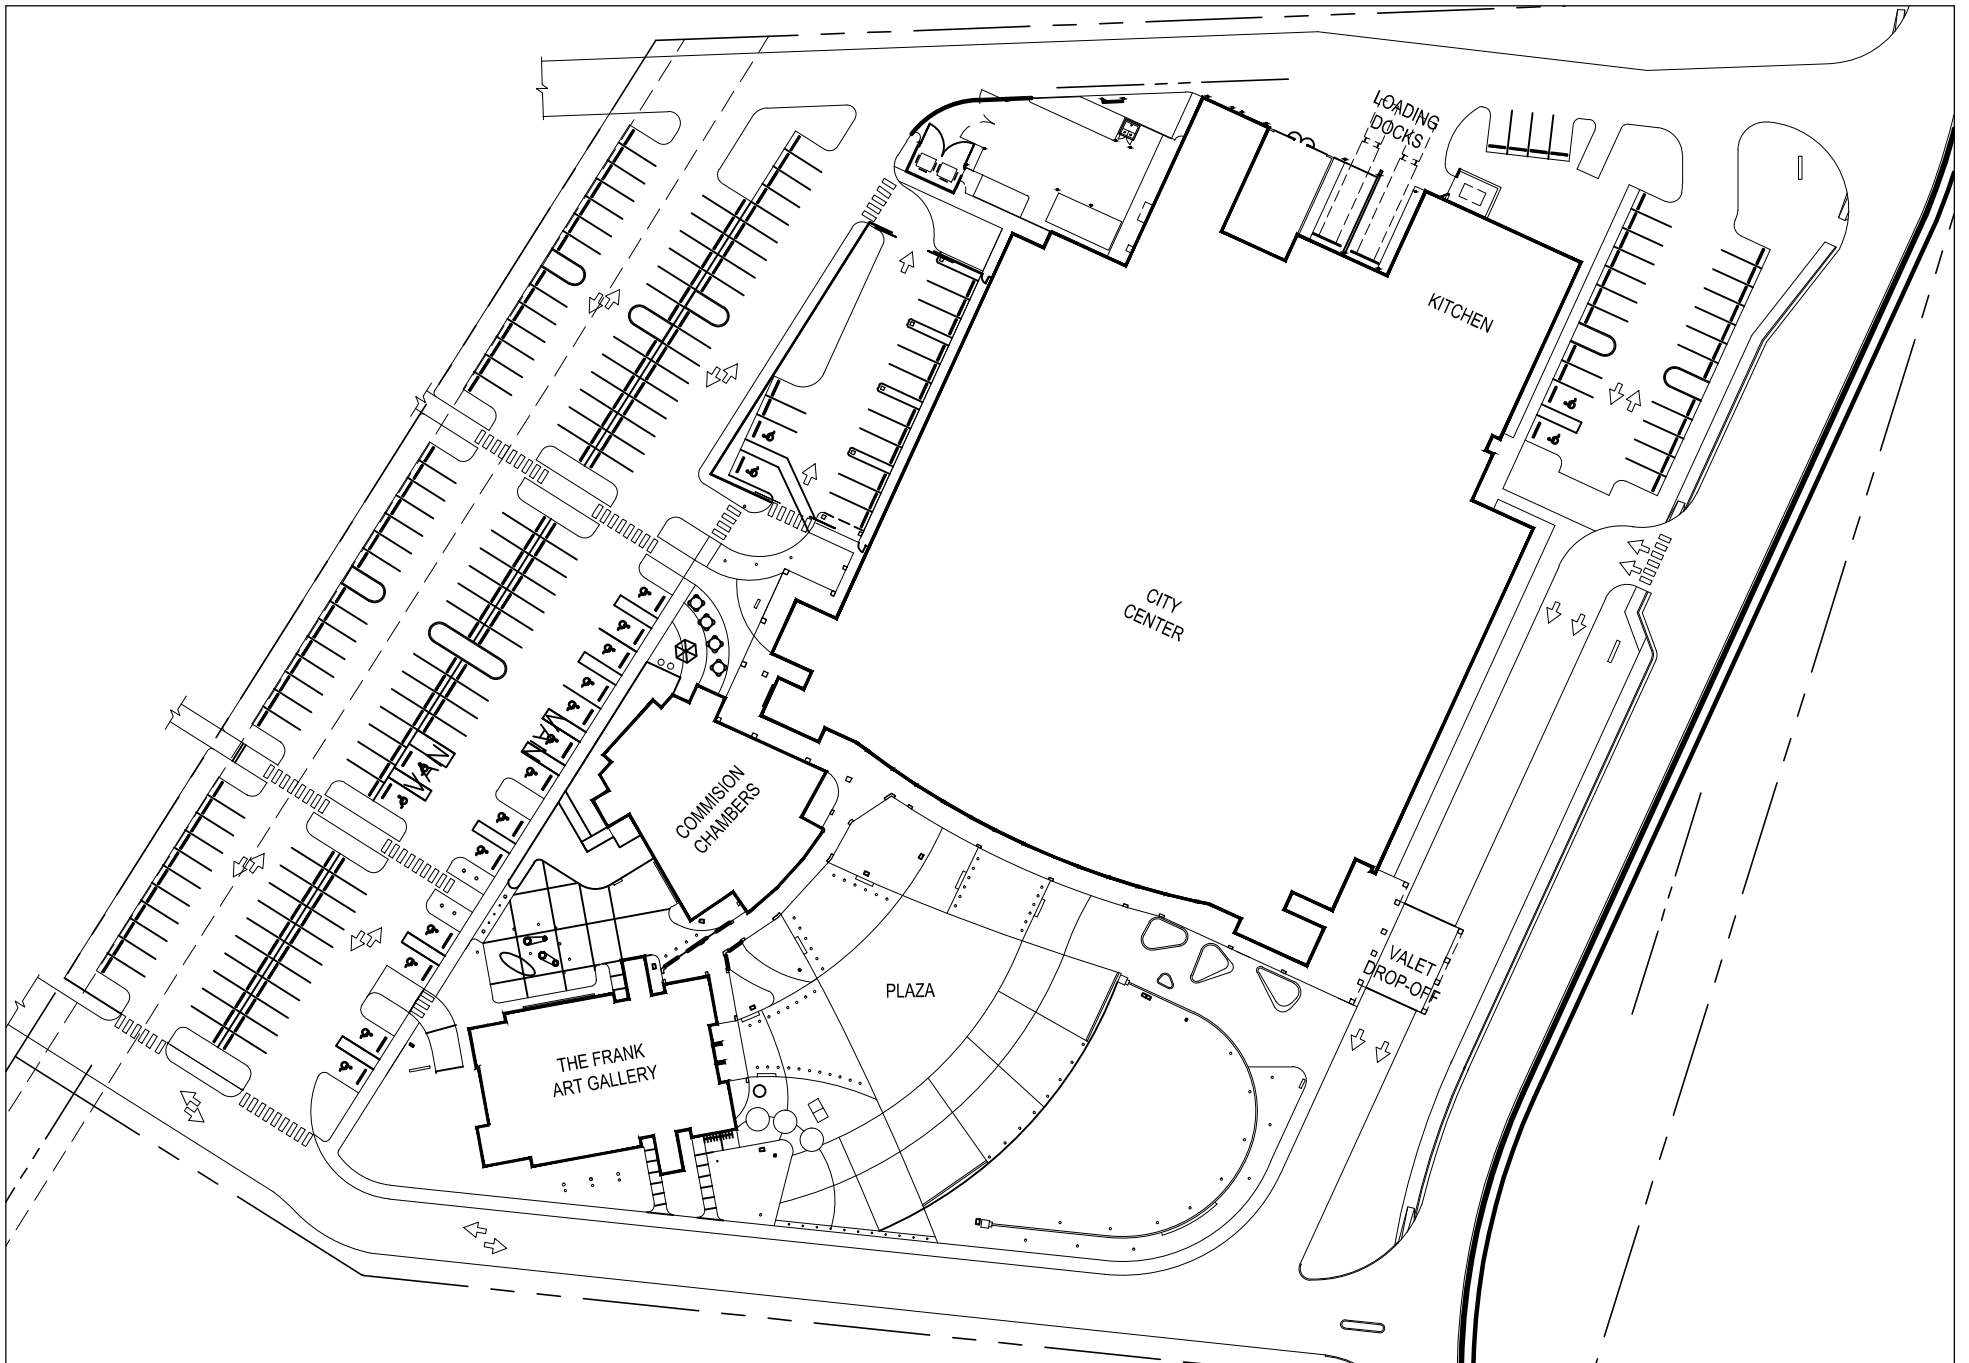 LOADING
DOCKS
KITCHEN
CITY
CENTER
VAN
VAN
COMMISION
CHAMBERS
PLAZA
VALET
DROP-OFF
THE FRANK
ART GALLERY